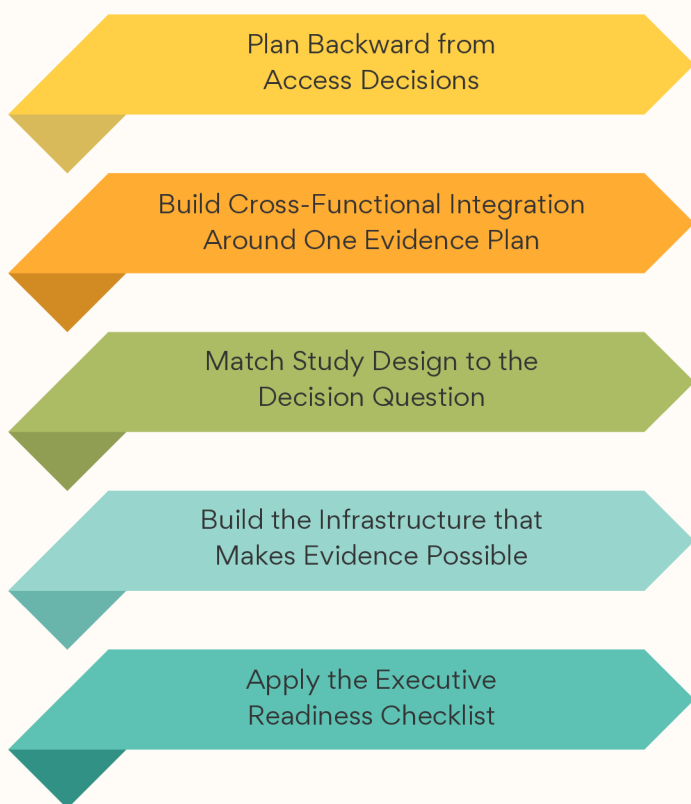 Plan Backward from
Access Decisions
Build Cross-Functional Integration
Around One Evidence Plan
Match Study Design to the
Decision Question
Build the Infrastructure that
Makes Evidence Possible
Apply the Executive
Readiness Checklist